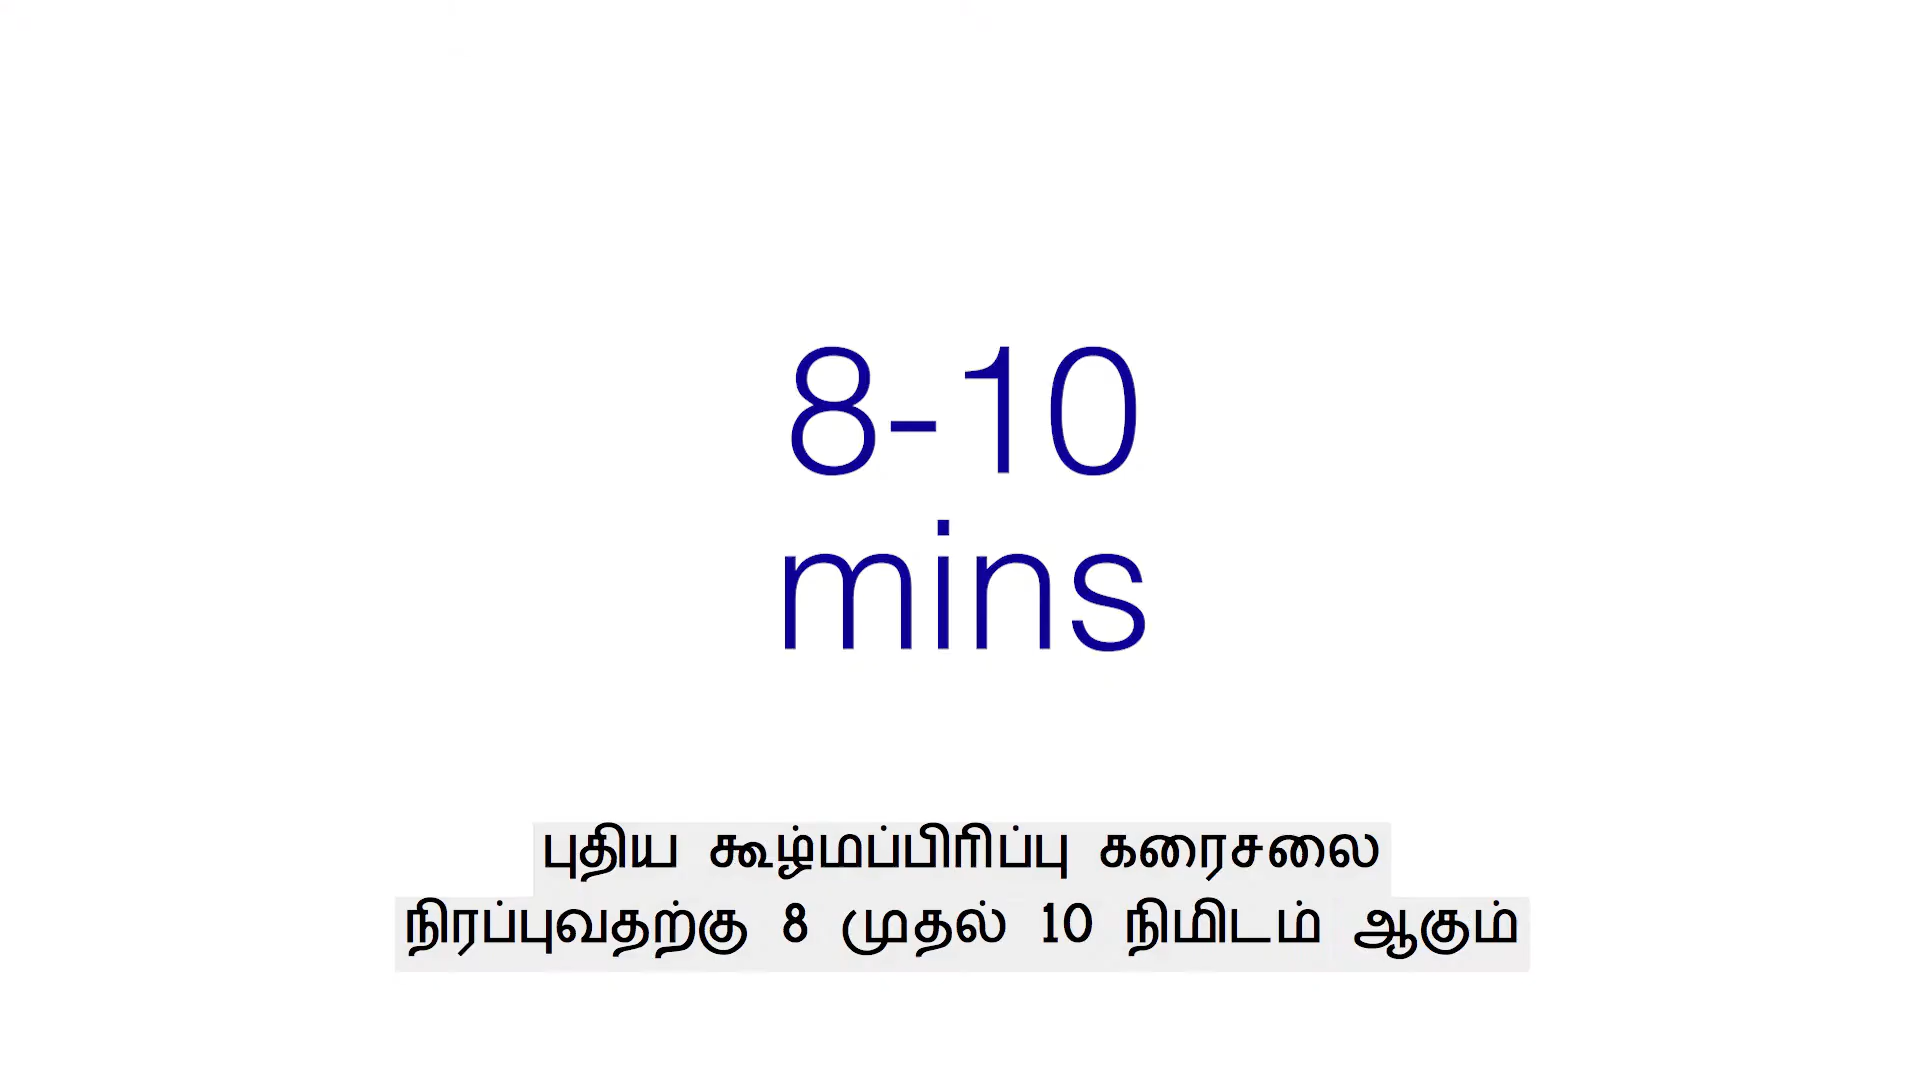 8-10
mins
புதிய கூழ்மப்பிரிப்பு கரைசலை
நிரப்புவதற்கு 8 முதல் 10 நிமிடம் ஆகும்